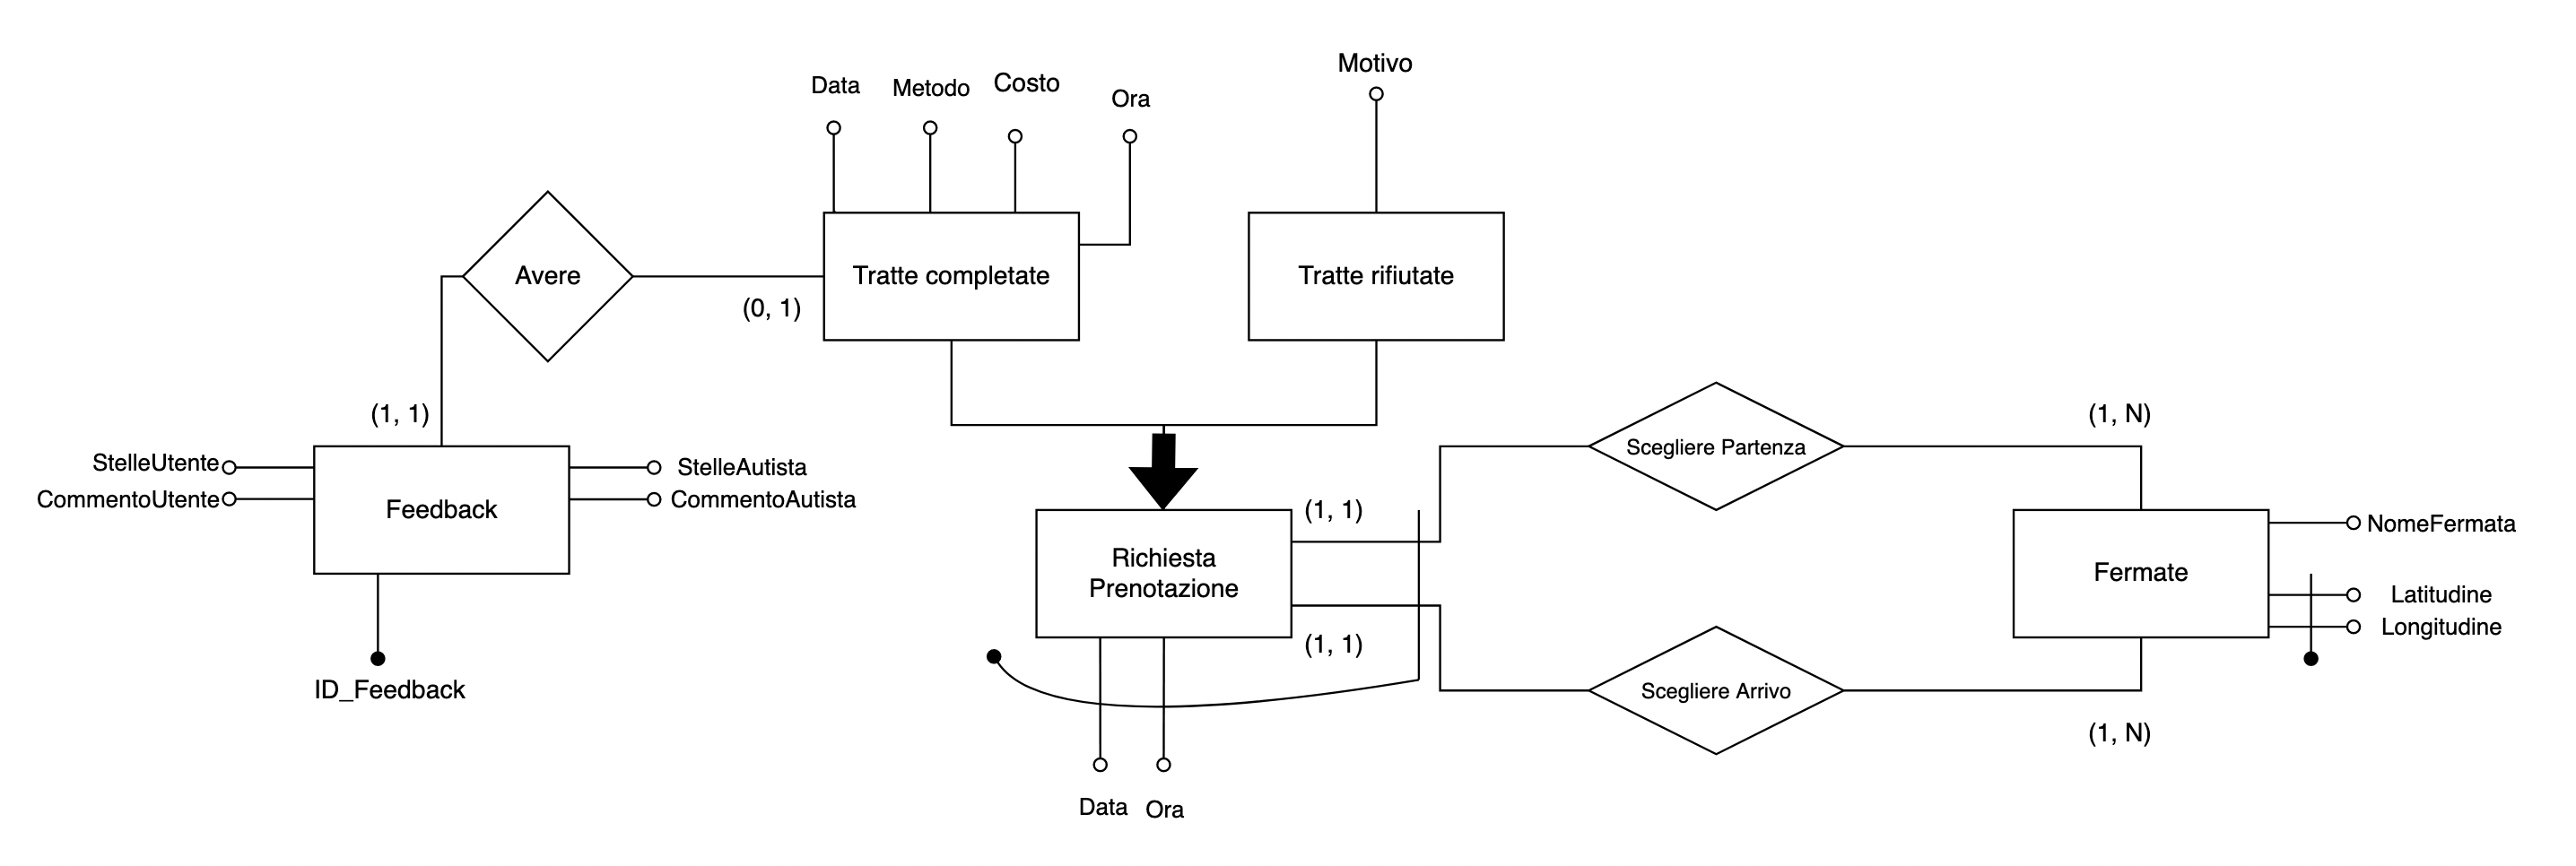 Motivo
Data
Metodo
Costo
Ora
Avere
Tratte completate
Tratte rifiutate
(0, 1)
(1, 1)
Scegliere Partenza
(1, N)
StelleUtente
CommentoUtente
Feedback
StelleAutista
CommentoAutista
ID_Feedback
Richiesta
Prenotazione
(1, 1)
(1, 1)
Fermate
NomeFermata
Latitudine
Longitudine
Scegliere Arrivo
(1, N)
Data
Ora